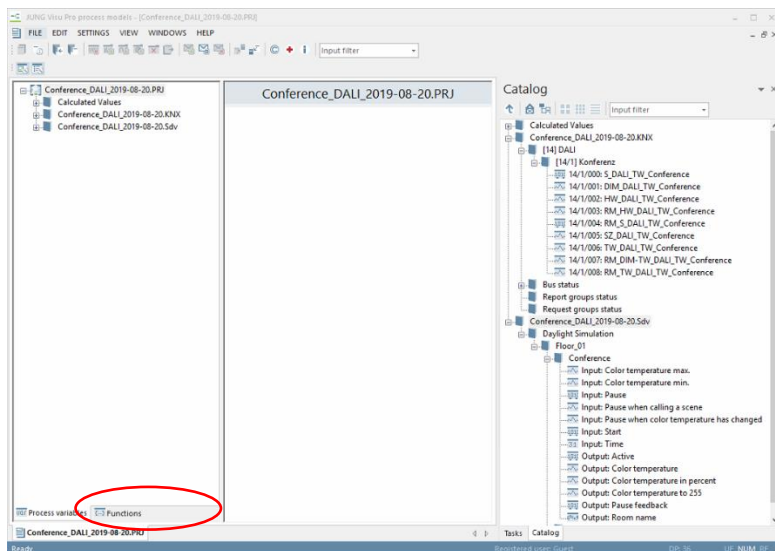 JUNG Visu Pro process models - [Conference_DALI_2019-08-20.PRJ]
FILE EDIT SETTINGS VIEW WINDOWS HELP
Input filter
Conference_DALI_2019-08-20.PRJ
Calculated Values
Conference_DALI_2019-08-20.KNX
Conference_DALI_2019-08-20.Sdv
Conference_DALI_2019-08-20.PRJ
Catalog
Input filter
Calculated Values
Conference_DALI_2019-08-20.KNX
[14] DALI
[14/1] Konferenz
14/1/000: S_DALI_TW_Conference
14/1/001: DIM_DALI_TW_Conference
14/1/002: HW_DALI_TW_Conference
14/1/003: RM_HW_DALI_TW_Conference
14/1/004: RM_S_DALI_TW_Conference
14/1/005: SZ_DALI_TW_Conference
14/1/006: TW_DALI_TW_Conference
14/1/007: RM_DIM-TW_DALI_TW_Conference
14/1/008: RM_TW_DALI_TW_Conference
Bus status
Report groups status
Request groups status
Conference_DALI_2019-08-20.Sdv
Daylight Simulation
Floor_01
Conference
Input: Color temperature max.
Input: Color temperature min.
Input: Pause
Input: Pause when calling a scene
Input: Pause when color temperature has changed
Input: Start
Input: Time
Output: Active
Output: Color temperature
Output: Color temperature in percent
Output: Color temperature to 255
Output: Pause feedback
Output: Room name
Process variables Functions
Conference_DALI_2019-08-20.PRJ
Tasks Catalog
Ready
Registered user: Guest DP: 36 UF NUM RF